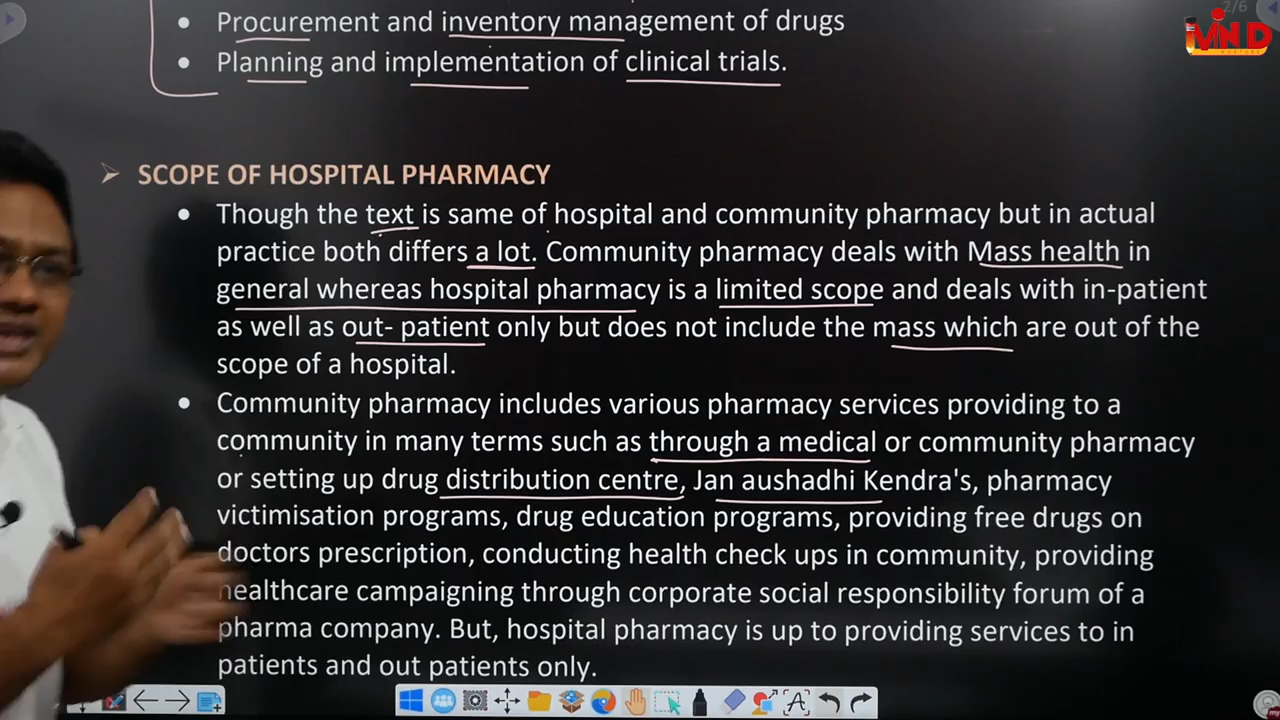 2/6
MIND
• Procurement and inventory management of drugs
• Planning and implementation of clinical trials.
➢ SCOPE OF HOSPITAL PHARMACY
• Though the text is same of hospital and community pharmacy but in actual
practice both differs a lot. Community pharmacy deals with Mass health in
general whereas hospital pharmacy is a limited scope and deals with in-patient
as well as out- patient only but does not include the mass which are out of the
scope of a hospital.
• Community pharmacy includes various pharmacy services providing to a
community in many terms such as through a medical or community pharmacy
or setting up drug distribution centre, Jan aushadhi Kendra's, pharmacy
victimisation programs, drug education programs, providing free drugs on
doctors prescription, conducting health check ups in community, providing
healthcare campaigning through corporate social responsibility forum of a
pharma company. But, hospital pharmacy is up to providing services to in
patients and out patients only.